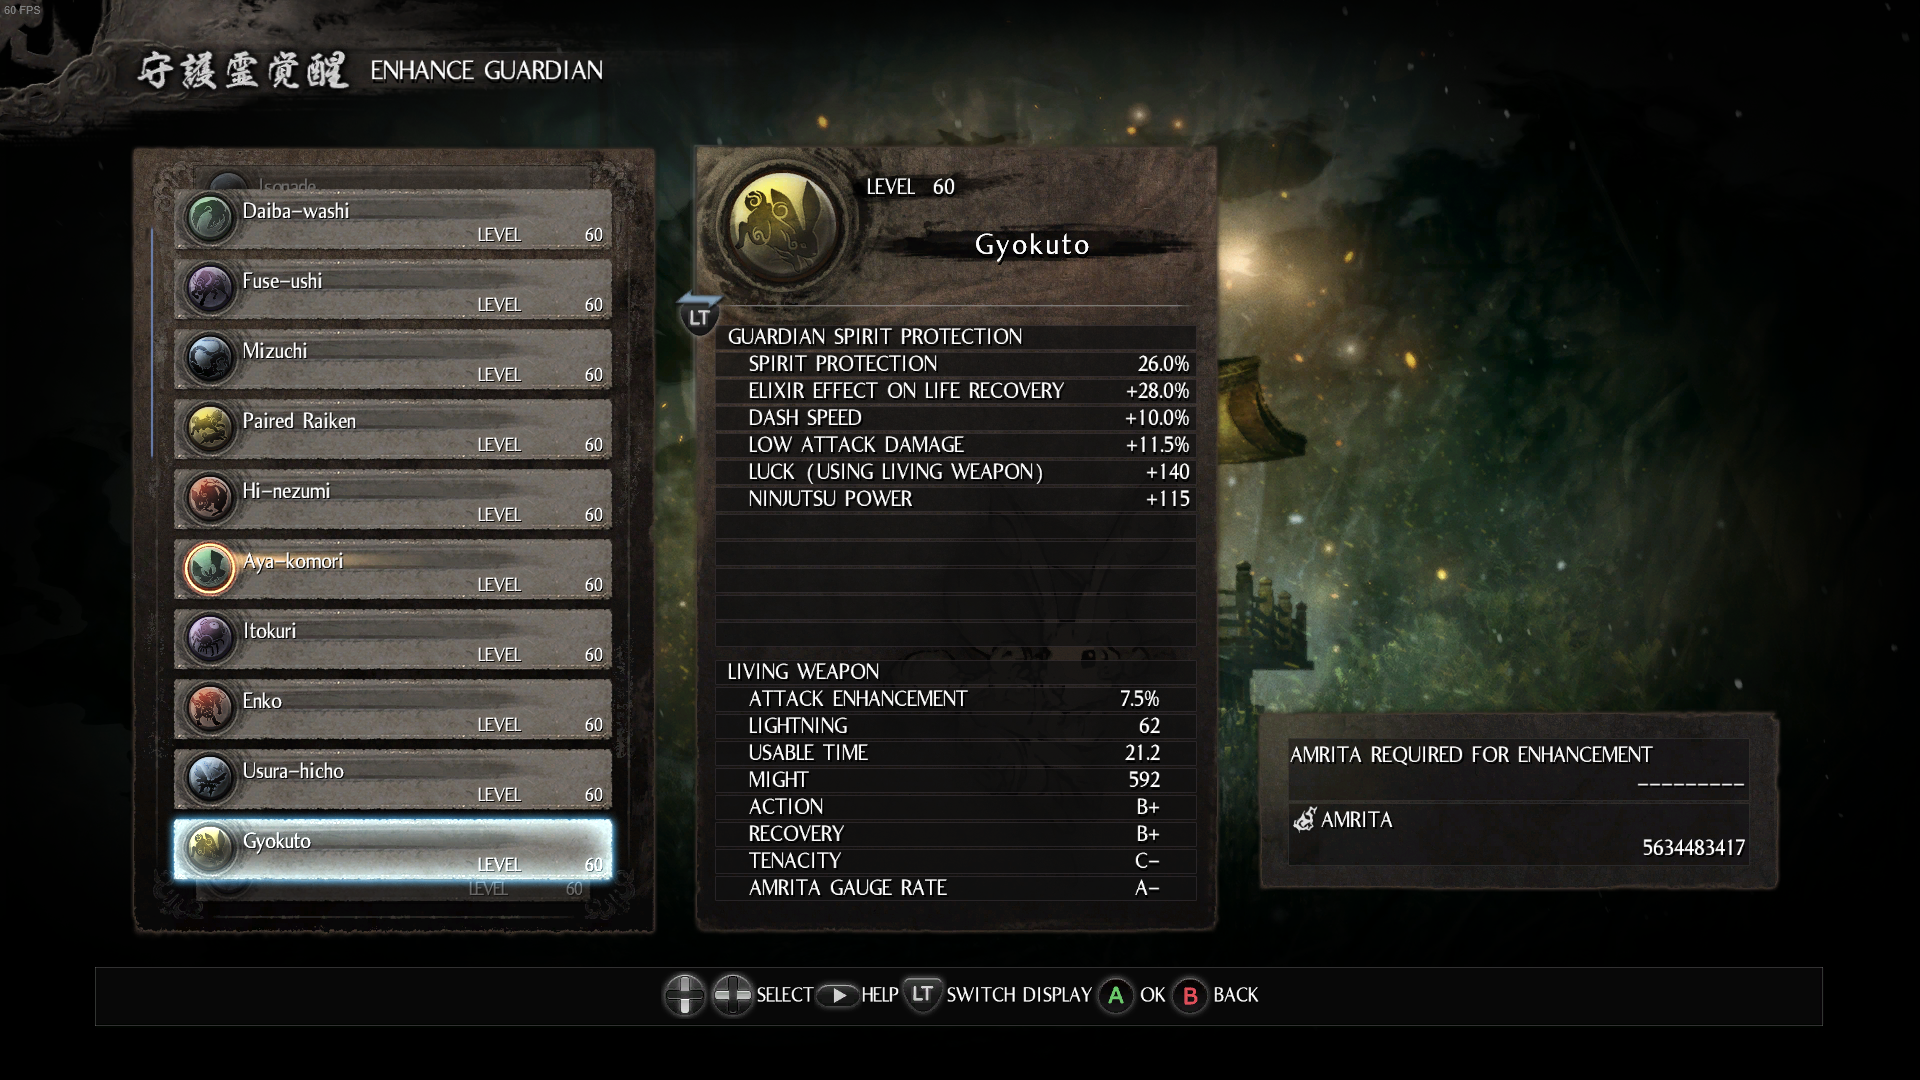 60 FPS
守護霊覚醒 ENHANCE GUARDIAN
Isonade
Daiba-washi
LEVEL 60
Fuse-ushi
LEVEL 60
Mizuchi
LEVEL 60
Paired Raiken
LEVEL 60
Hi-nezumi
LEVEL 60
Aya-komori
LEVEL 60
Itokuri
LEVEL 60
Enko
LEVEL 60
Usura-hicho
LEVEL 60
Gyokuto
LEVEL 60
LEVEL 60
LEVEL 60
Gyokuto
LT
GUARDIAN SPIRIT PROTECTION
SPIRIT PROTECTION 26.0%
ELIXIR EFFECT ON LIFE RECOVERY +28.0%
DASH SPEED +10.0%
LOW ATTACK DAMAGE +11.5%
LUCK (USING LIVING WEAPON) +140
NINJUTSU POWER +115
LIVING WEAPON
ATTACK ENHANCEMENT 7.5%
LIGHTNING 62
USABLE TIME 21.2
MIGHT 592
ACTION B+
RECOVERY B+
TENACITY C-
AMRITA GAUGE RATE A-
AMRITA REQUIRED FOR ENHANCEMENT
---------
AMRITA
5634483417
SELECT HELP LT SWITCH DISPLAY A OK B BACK